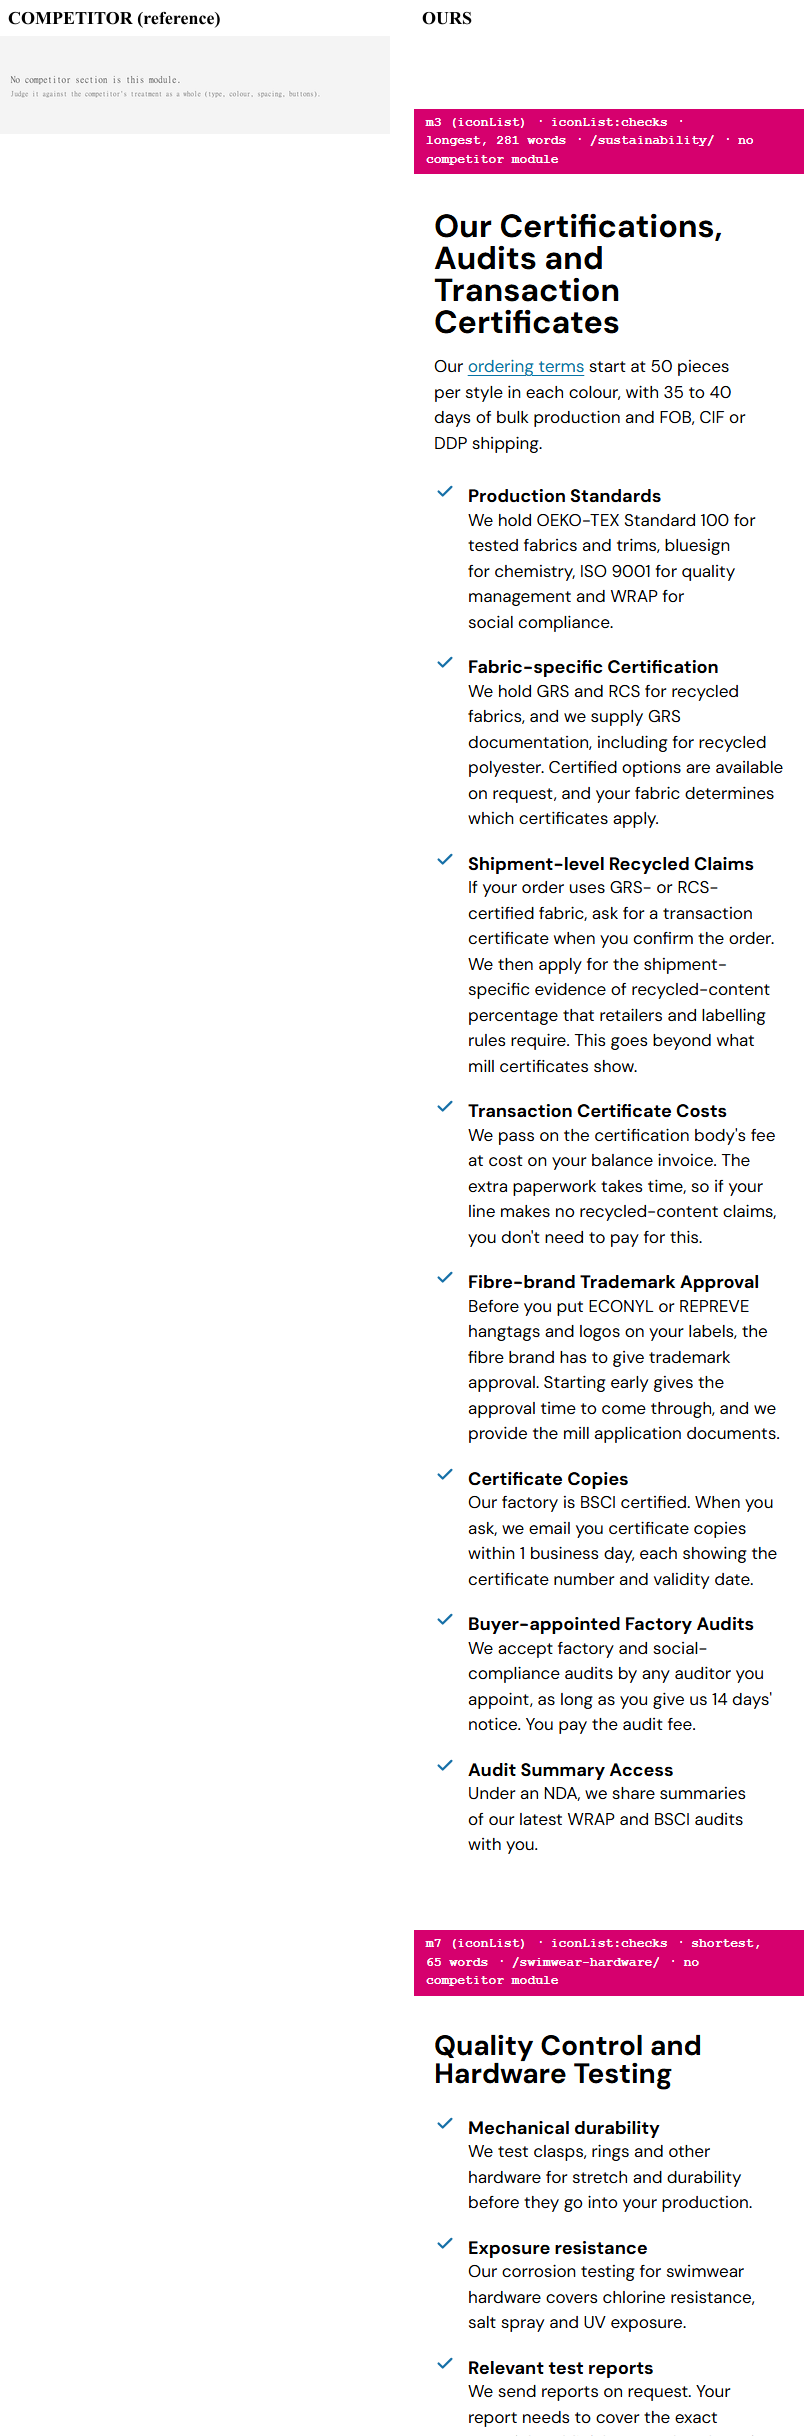 COMPETITOR (reference)
OURS
No competitor section is this module.
Judge it against the competitor's treatment as a whole (type, colour, spacing, buttons).
m3 (iconList) · iconList:checks ·
longest, 281 words · /sustainability/ · no
competitor module
Our Certifications,
Audits and
Transaction
Certificates
Our ordering terms start at 50 pieces
per style in each colour, with 35 to 40
days of bulk production and FOB, CIF or
DDP shipping.
Production Standards
We hold OEKO-TEX Standard 100 for
tested fabrics and trims, bluesign
for chemistry, ISO 9001 for quality
management and WRAP for
social compliance.
Fabric-specific Certification
We hold GRS and RCS for recycled
fabrics, and we supply GRS
documentation, including for recycled
polyester. Certified options are available
on request, and your fabric determines
which certificates apply.
Shipment-level Recycled Claims
If your order uses GRS- or RCS-
certified fabric, ask for a transaction
certificate when you confirm the order.
We then apply for the shipment-
specific evidence of recycled-content
percentage that retailers and labelling
rules require. This goes beyond what
mill certificates show.
Transaction Certificate Costs
We pass on the certification body's fee
at cost on your balance invoice. The
extra paperwork takes time, so if your
line makes no recycled-content claims,
you don't need to pay for this.
Fibre-brand Trademark Approval
Before you put ECONYL or REPREVE
hangtags and logos on your labels, the
fibre brand has to give trademark
approval. Starting early gives the
approval time to come through, and we
provide the mill application documents.
Certificate Copies
Our factory is BSCI certified. When you
ask, we email you certificate copies
within 1 business day, each showing the
certificate number and validity date.
Buyer-appointed Factory Audits
We accept factory and social-
compliance audits by any auditor you
appoint, as long as you give us 14 days'
notice. You pay the audit fee.
Audit Summary Access
Under an NDA, we share summaries
of our latest WRAP and BSCI audits
with you.
m7 (iconList) · iconList:checks · shortest,
65 words · /swimwear-hardware/ · no
competitor module
Quality Control and
Hardware Testing
Mechanical durability
We test clasps, rings and other
hardware for stretch and durability
before they go into your production.
Exposure resistance
Our corrosion testing for swimwear
hardware covers chlorine resistance,
salt spray and UV exposure.
Relevant test reports
We send reports on request. Your
report needs to cover the exact